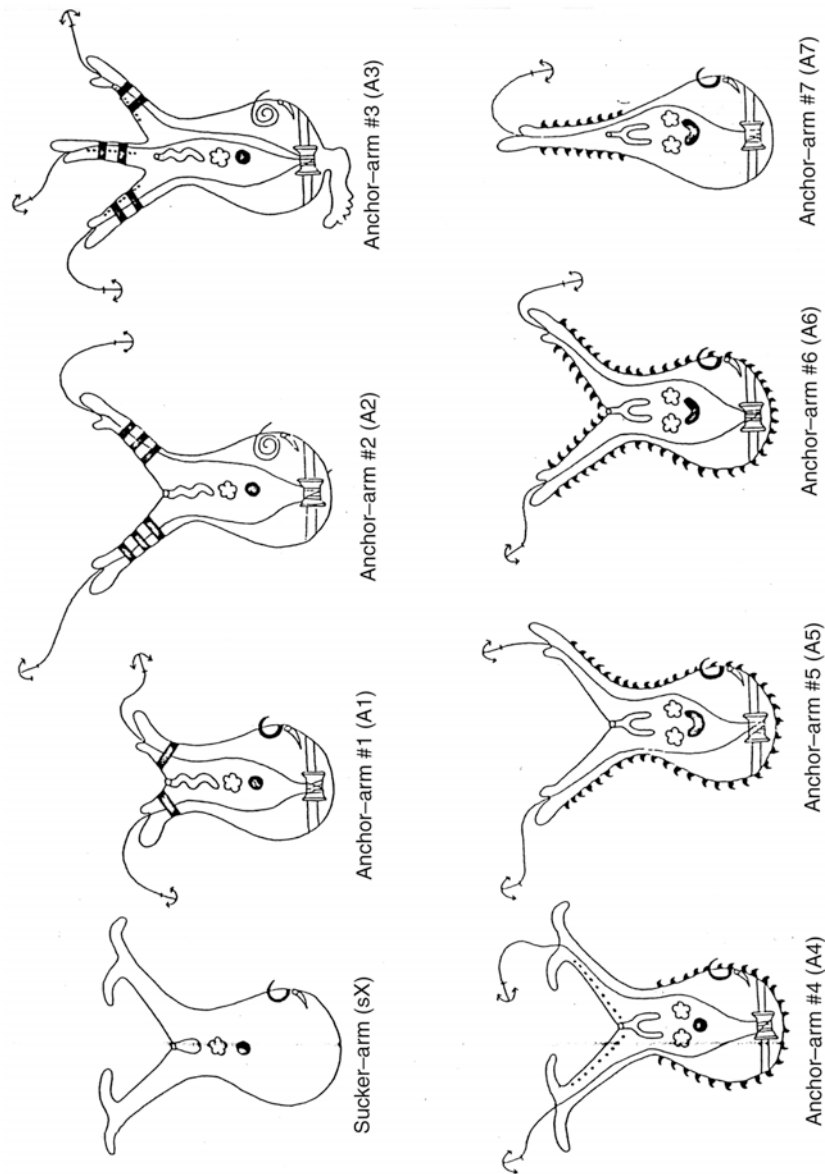 Sucker–arm (sX)
Anchor–arm #1 (A1)
Anchor–arm #2 (A2)
Anchor–arm #3 (A3)
Anchor–arm #4 (A4)
Anchor–arm #5 (A5)
Anchor–arm #6 (A6)
Anchor–arm #7 (A7)